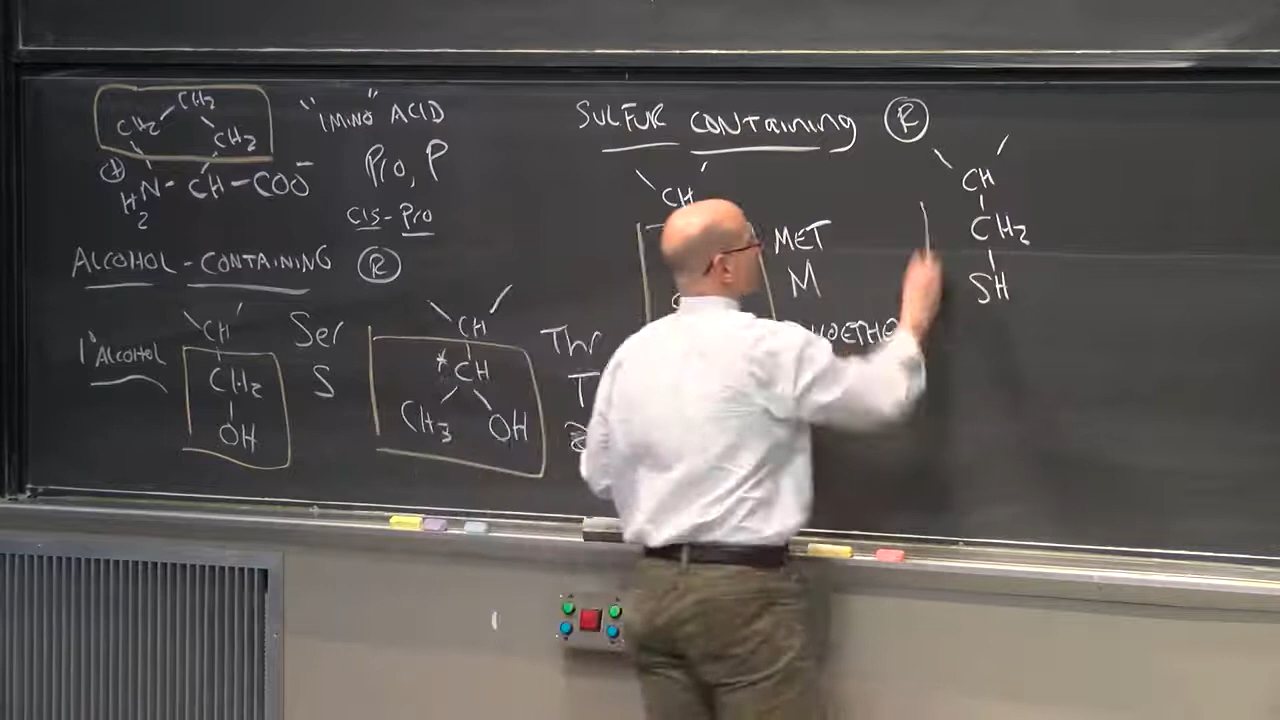 CH2
CH2 CH2
⊕
H2N - CH - COO⁻
"IMINO" ACID
Pro, P
cis-Pro
ALCOHOL-CONTAINING R
1° Alcohol
CH
CH2
OH
Ser
S
CH
* CH
CH3 OH
Thr
T
SULFUR CONTAINING R
CH
MET
M
CH
CH2
SH